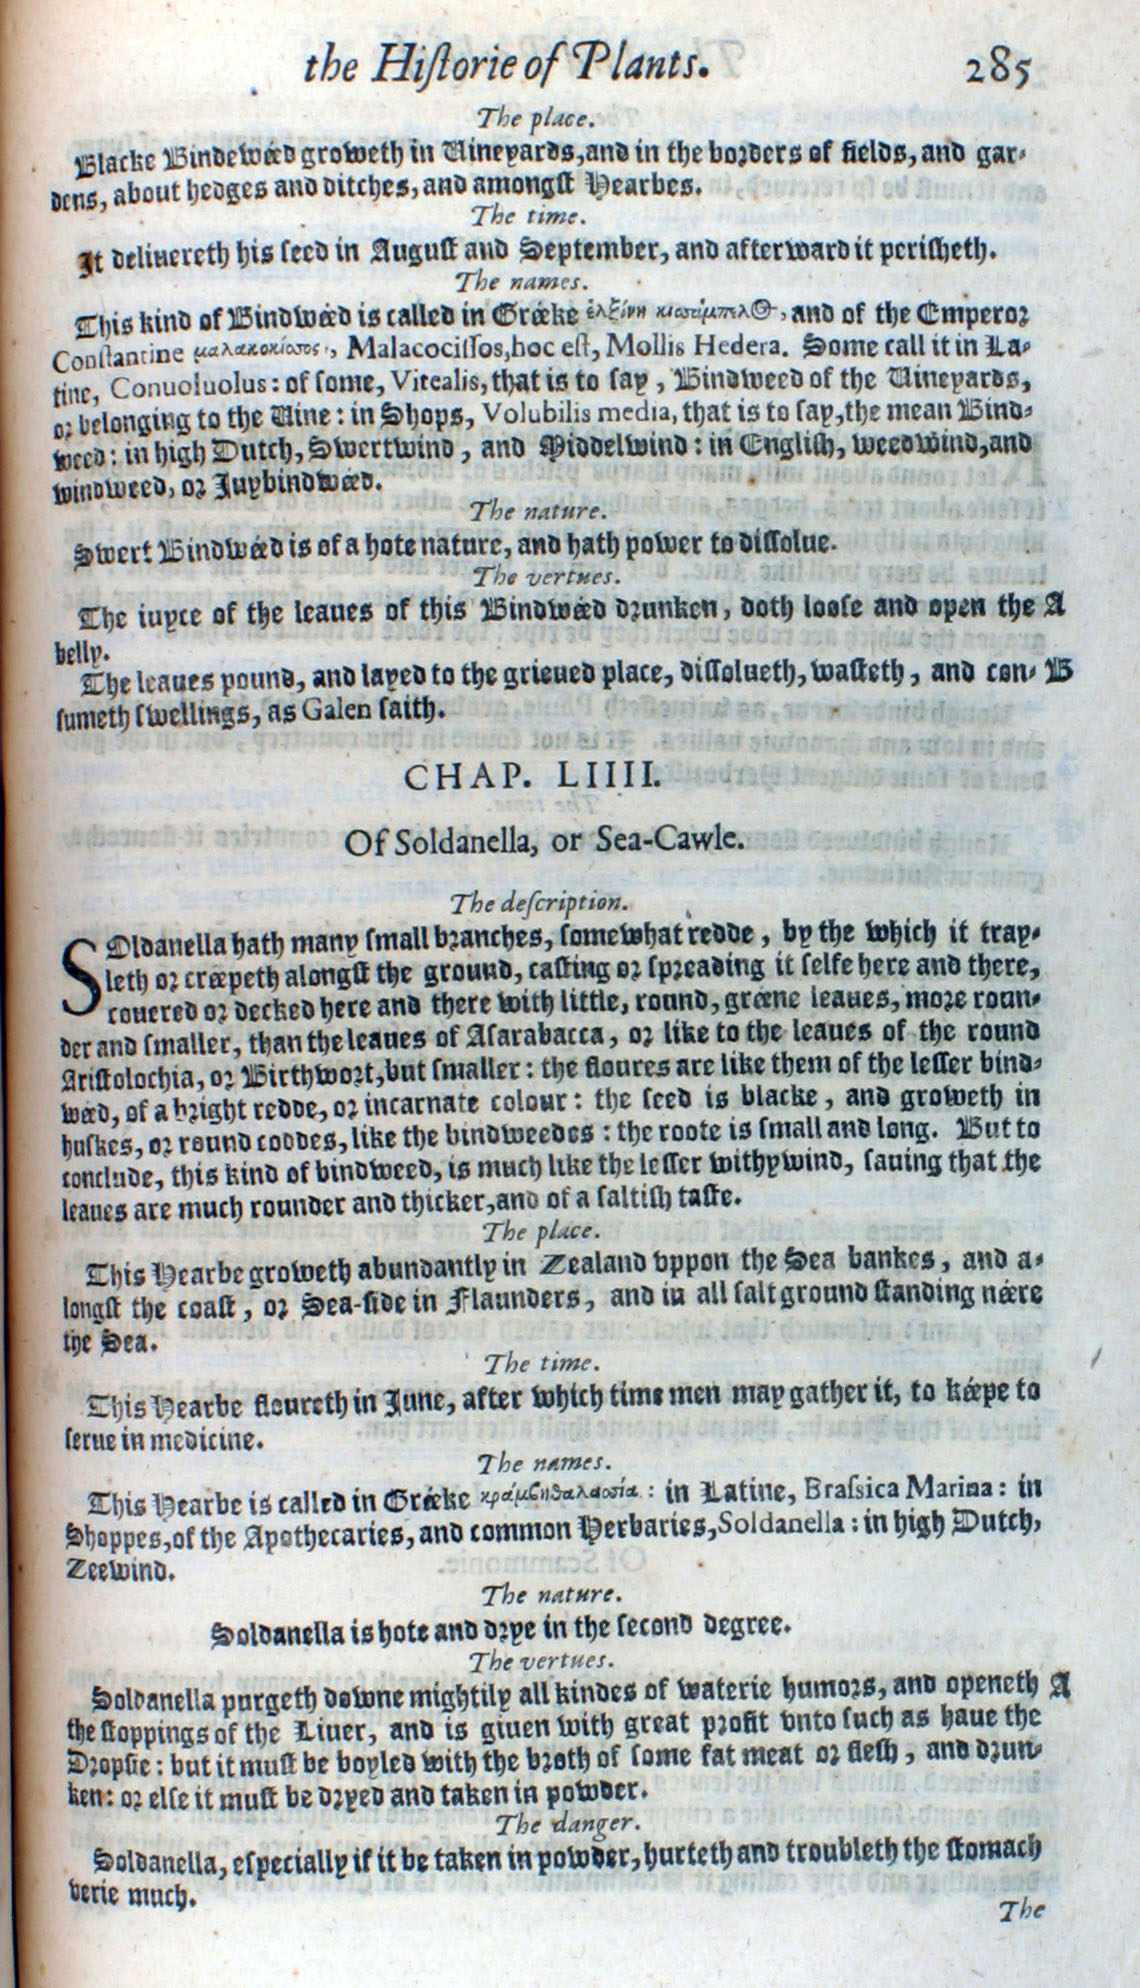 the Hiſtorie of Plants. 285
The place.
Blacke Bindeweed groweth in Uineyards, and in the borders of fields, and gar-
dens, about hedges and ditches, and amongſt Hearbes.
The time.
It deliuereth his ſeed in Auguſt and September, and afterward it periſheth.
The names.
This kind of Bindweed is called in Greeke ἑλξίνη κισσάμπελος, and of the Emperor
Conſtantine μαλακοκίσσος, Malacociſſos, hoc eſt, Mollis Hedera. Some call it in La-
tine, Conuoluolus: of ſome, Vitealis, that is to ſay, Bindweed of the Uineyards,
or belonging to the Uine: in Shops, Volubilis media, that is to ſay, the mean Bind-
weed: in high Dutch, Swertwind, and Middelwind: in Engliſh, weedwind, and
windweed, or Iuybindweed.
The nature.
Swert Bindweed is of a hote nature, and hath power to diſſolue.
The vertues.
The iuyce of the leaues of this Bindweed drunken, doth looſe and open the A
belly.
The leaues pound, and layed to the grieued place, diſſolueth, waſteth, and con- B
ſumeth ſwellings, as Galen ſaith.
CHAP. LIIII.
Of Soldanella, or Sea-Cawle.
The deſcription.
SOldanella hath many ſmall branches, ſomewhat redde, by the which it tray-
leth or creepeth alongſt the ground, caſting or ſpreading it ſelfe here and there,
couered or decked here and there with little, round, greene leaues, more roun-
der and ſmaller, than the leaues of Aſarabacca, or like to the leaues of the round
Ariſtolochia, or Birthwort, but ſmaller: the floures are like them of the leſſer bind-
weed, of a bright redde, or incarnate colour: the ſeed is blacke, and groweth in
huſkes, or round coddes, like the bindweedes: the roote is ſmall and long. But to
conclude, this kind of bindweed, is much like the leſſer withywind, ſauing that the
leaues are much rounder and thicker, and of a ſaltiſh taſte.
The place.
This Hearbe groweth abundantly in Zealand vppon the Sea bankes, and a-
longſt the coaſt, or Sea-ſide in Flaunders, and in all ſalt ground ſtanding neere
the Sea.
The time.
This Hearbe floureth in June, after which time men may gather it, to keepe to
ſerue in medicine.
The names.
This Hearbe is called in Greeke κράμβηθαλασσία: in Latine, Braſsica Marina: in
Shoppes, of the Apothecaries, and common Herbaries, Soldanella: in high Dutch,
Zeewind.
The nature.
Soldanella is hote and drye in the ſecond degree.
The vertues.
Soldanella purgeth downe mightily all kindes of waterie humors, and openeth A
the ſtoppings of the Liuer, and is giuen with great profit vnto ſuch as haue the
Dropſie: but it muſt be boyled with the broth of ſome fat meat or fleſh, and drun-
ken: or elſe it muſt be dryed and taken in powder.
The danger.
Soldanella, eſpecially if it be taken in powder, hurteth and troubleth the ſtomach
verie much.
The